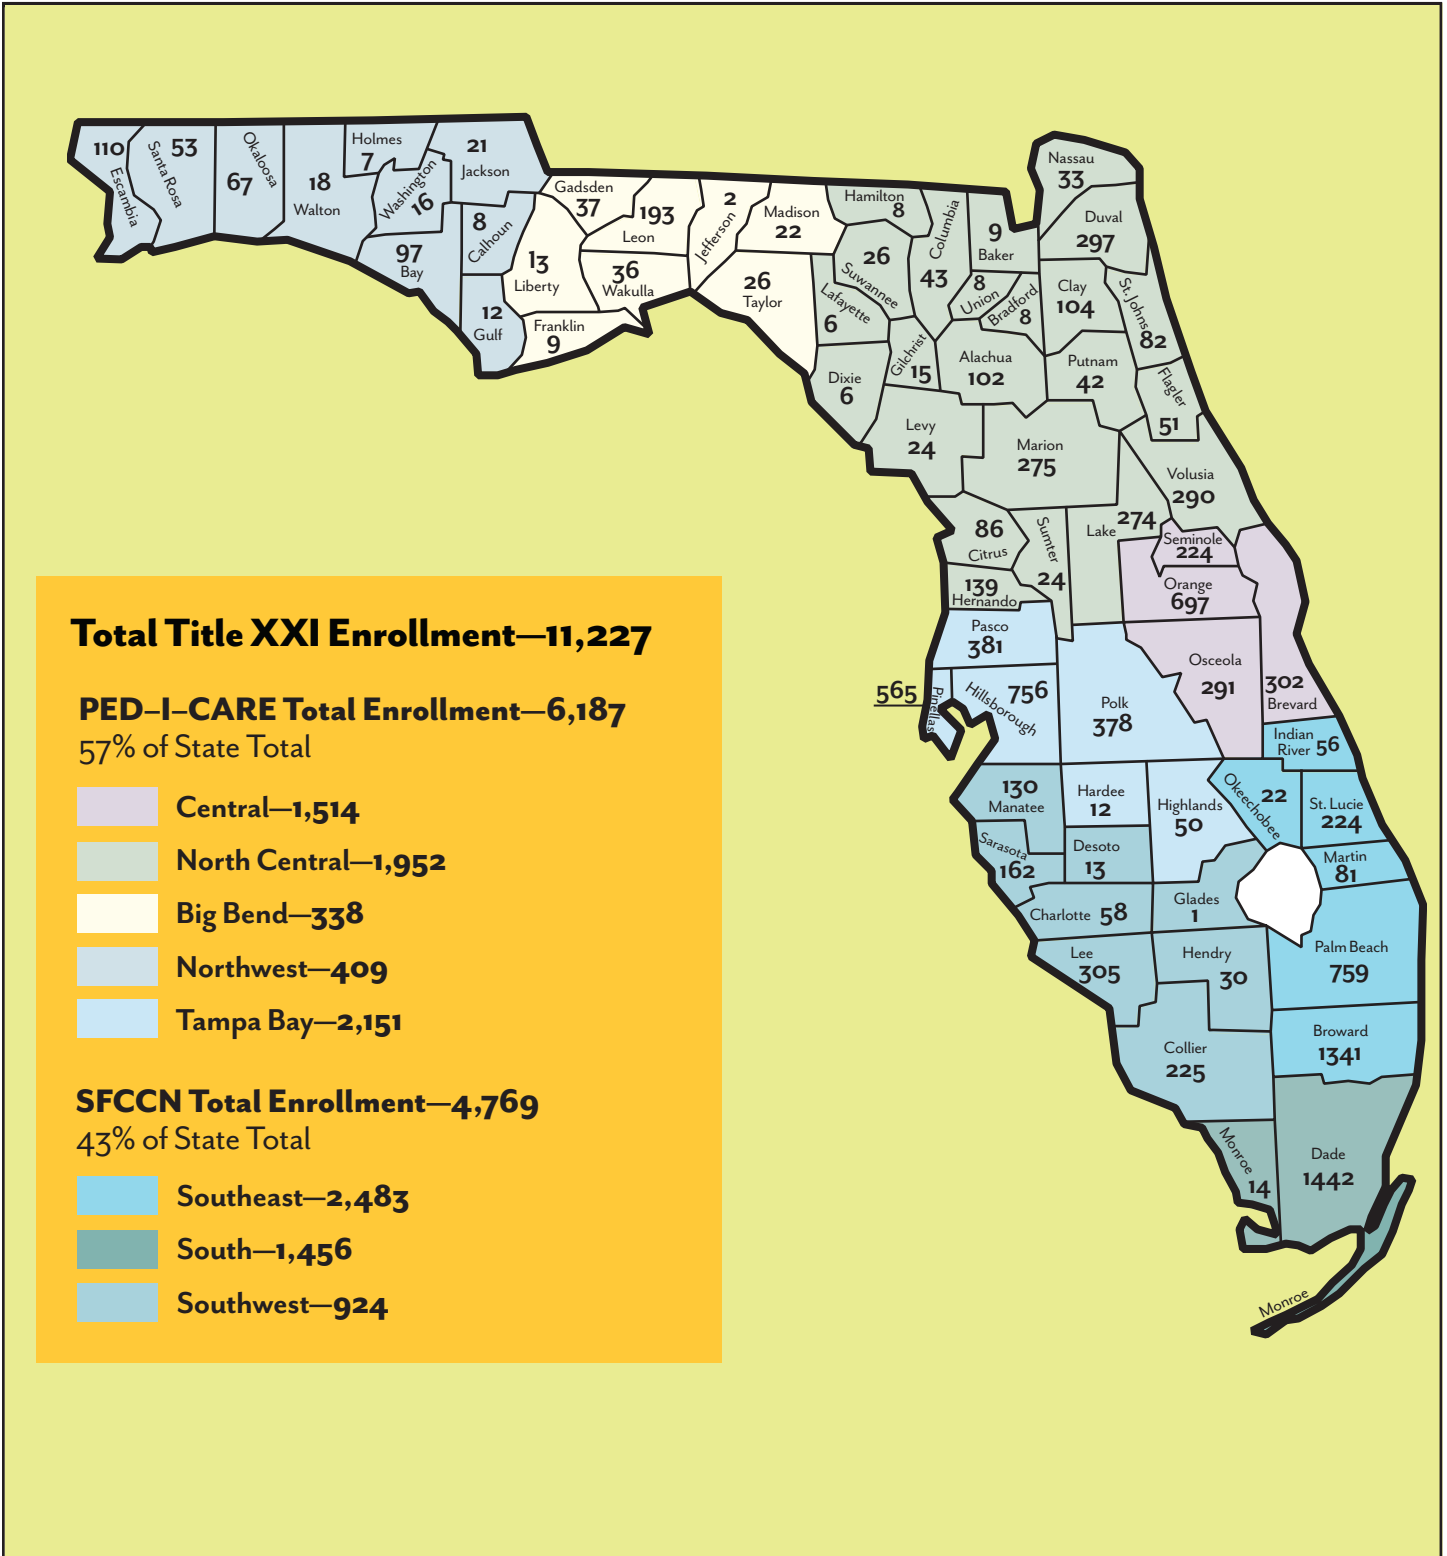 110
Escambia
Santa Rosa
53
Okaloosa
67
18
Walton
Holmes
7
Washington
16
21
Jackson
97
Bay
8
Calhoun
12
Gulf
Gadsden
37
13
Liberty
193
Leon
36
Wakulla
Franklin
9
2
Jefferson
Madison
22
26
Taylor
Hamilton
8
26
Suwannee
Lafayette
6
Columbia
43
9
Baker
8
Union
Bradford
8
Nassau
33
Duval
297
Clay
104
St. Johns
82
Dixie
6
Gilchrist
15
Alachua
102
Putnam
42
Flagler
51
Levy
24
Marion
275
Volusia
290
86
Citrus
Sumter
24
Lake
274
Seminole
224
Orange
697
139
Hernando
Pasco
381
Osceola
291
302
Brevard
565
Pinellas
Hillsborough
756
Polk
378
Indian
River 56
130
Manatee
Hardee
12
Highlands
50
Okeechobee
22
St. Lucie
224
Sarasota
162
Desoto
13
Martin
81
Charlotte 58
Glades
1
Lee
305
Hendry
30
Palm Beach
759
Collier
225
Broward
1341
Monroe
14
Dade
1442
Monroe
Total Title XXI Enrollment—11,227
PED–I–CARE Total Enrollment—6,187
57% of State Total
Central—1,514
North Central—1,952
Big Bend—338
Northwest—409
Tampa Bay—2,151
SFCCN Total Enrollment—4,769
43% of State Total
Southeast—2,483
South—1,456
Southwest—924